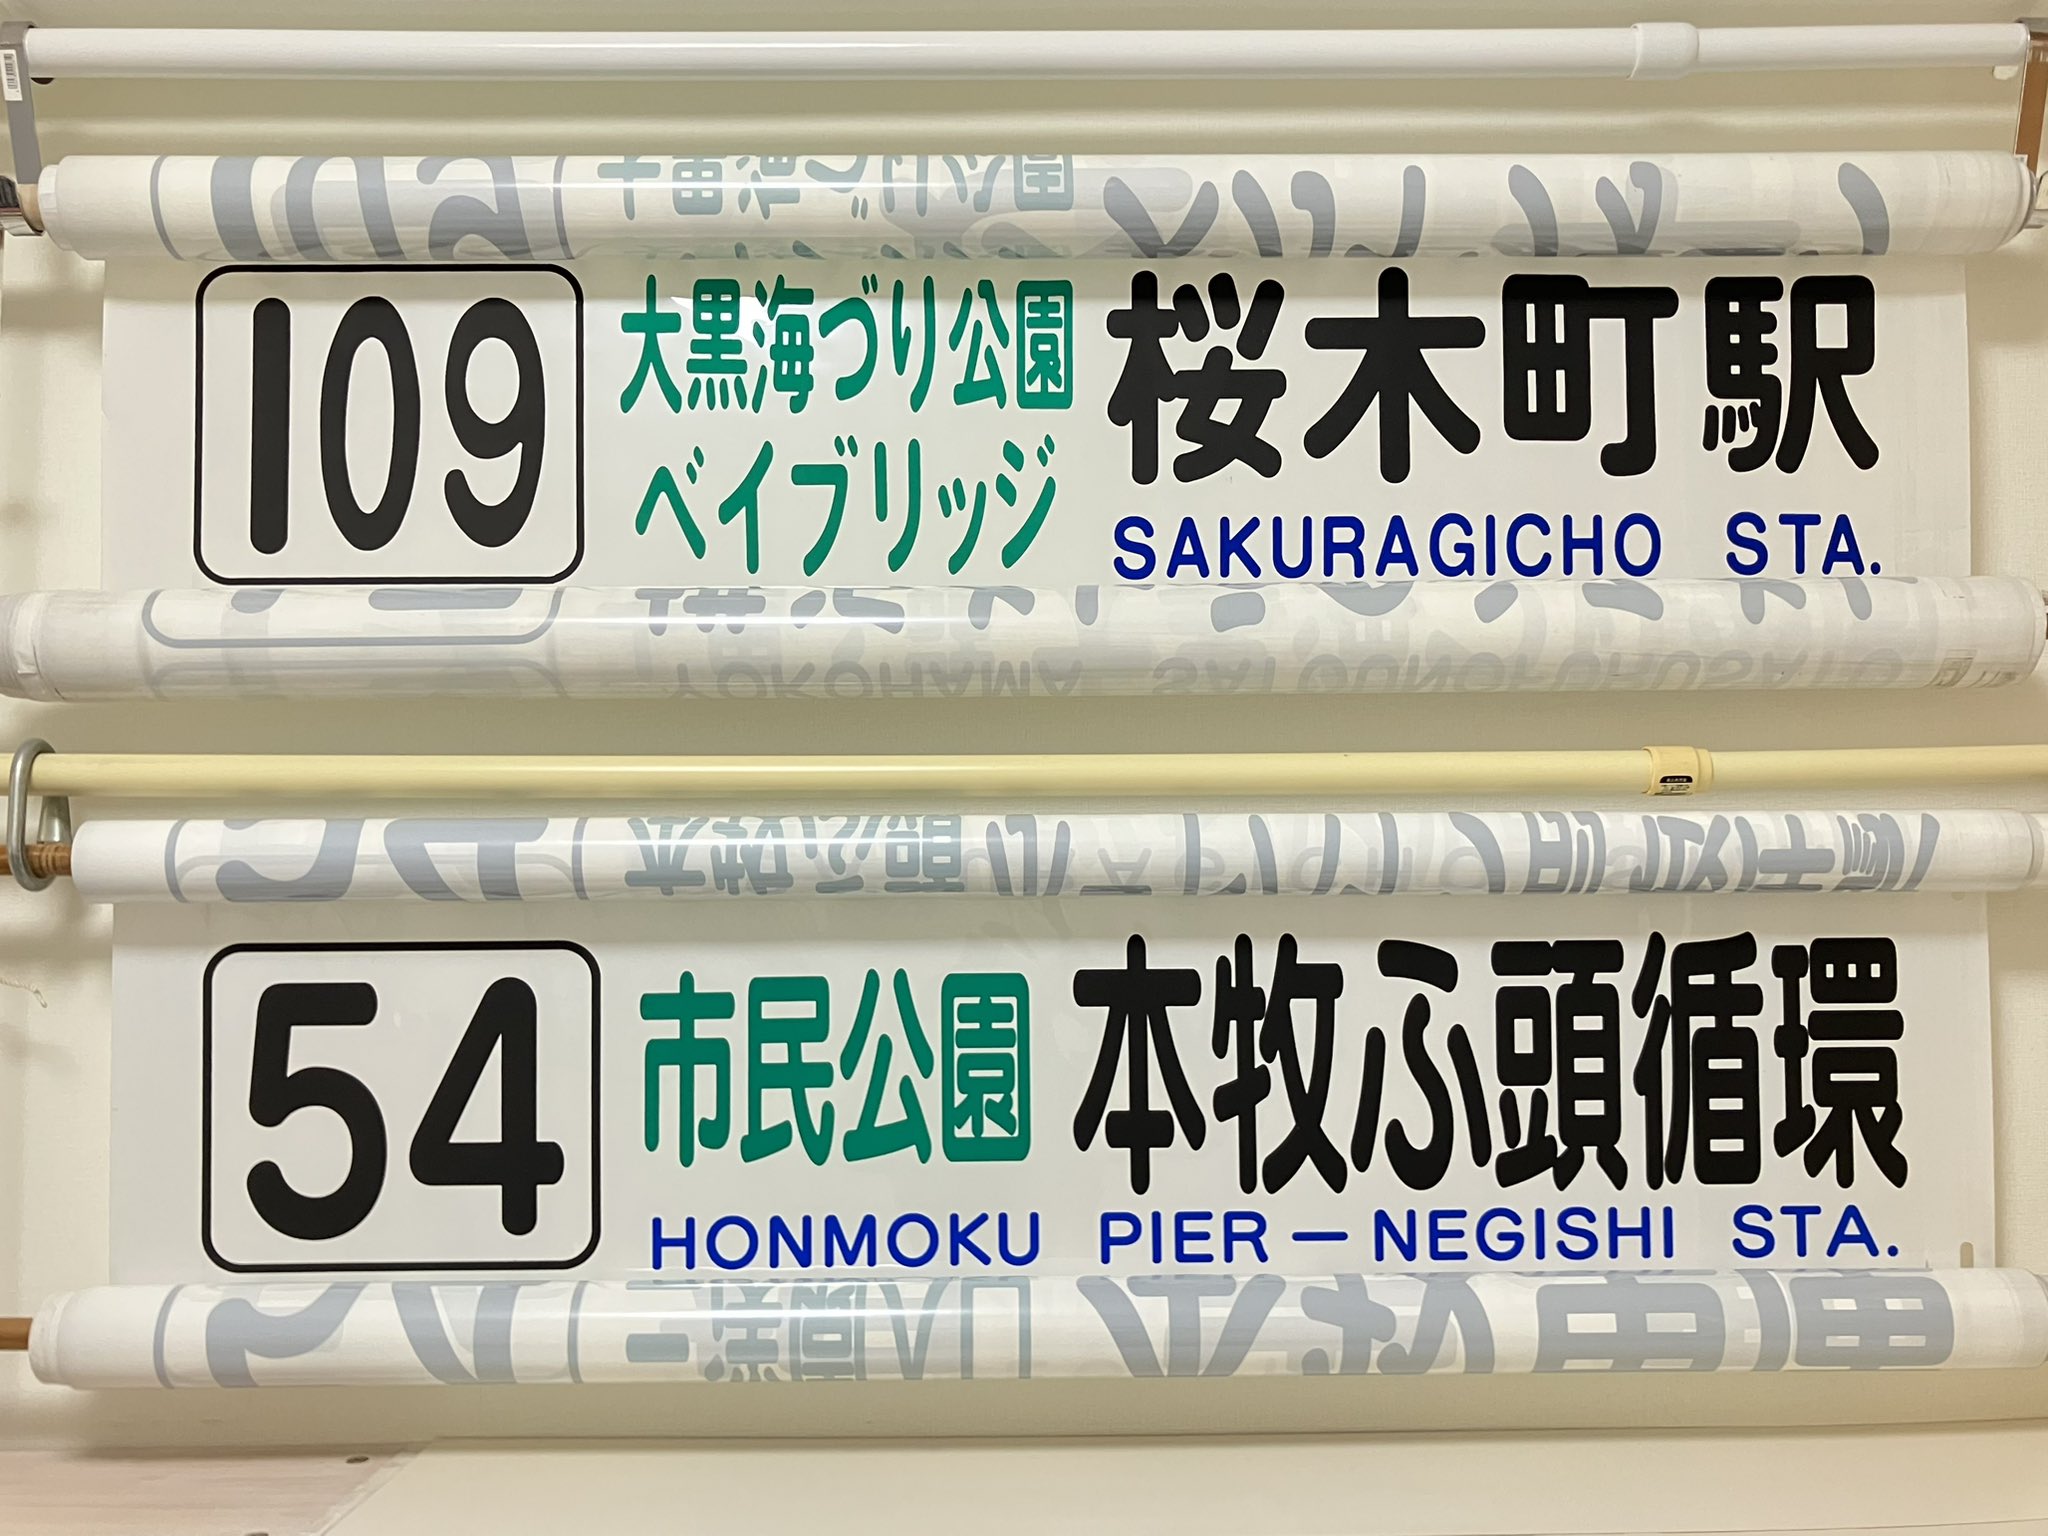 109
大黒海づり公園
ベイブリッジ
桜木町駅
SAKURAGICHO STA.
YOKOHAMA
54
市民公園
本牧ふ頭循環
HONMOKU PIER－NEGISHI STA.